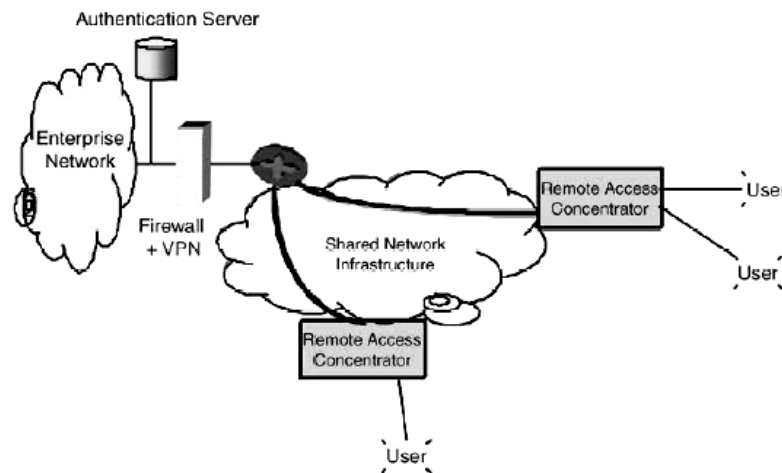 Authentication Server
Enterprise
Network
Firewall
+ VPN
Shared Network
Infrastructure
Remote Access
Concentrator
User
User
Remote Access
Concentrator
User